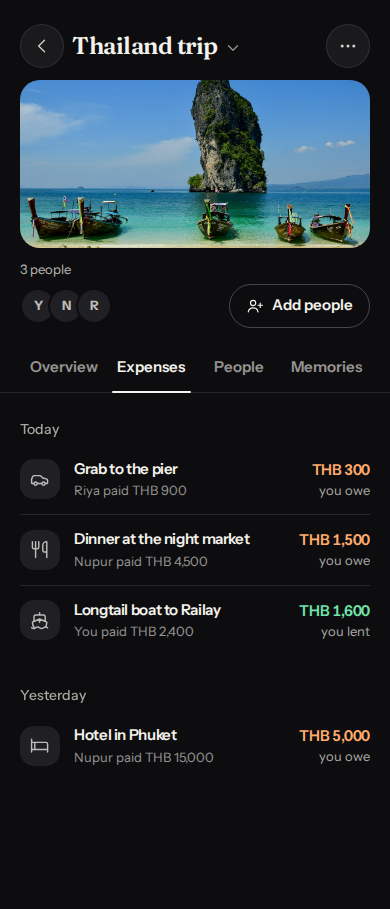 Thailand trip
3 people
Y N R
Add people
Overview Expenses People Memories
Today
Grab to the pier THB 300
Riya paid THB 900 you owe
Dinner at the night market THB 1,500
Nupur paid THB 4,500 you owe
Longtail boat to Railay THB 1,600
You paid THB 2,400 you lent
Yesterday
Hotel in Phuket THB 5,000
Nupur paid THB 15,000 you owe